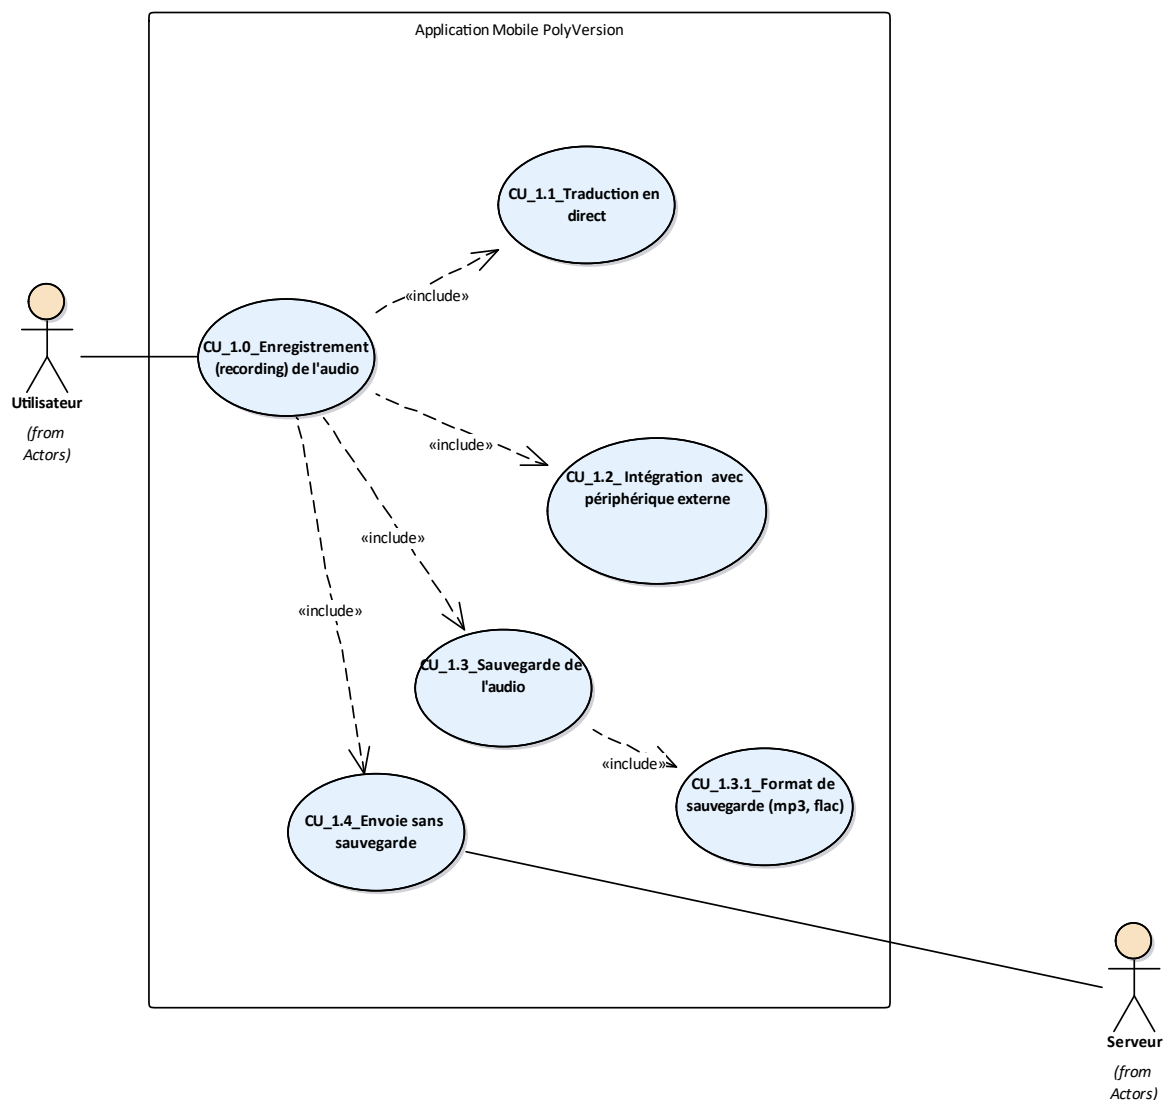 Application Mobile PolyVersion
CU_1.1_Traduction en
direct
«include»
CU_1.0_Enregistrement
(recording) de l'audio
Utilisateur
(from
Actors)
«include»
CU_1.2_ Intégration  avec
périphérique externe
«include»
«include»
CU_1.3_Sauvegarde de
l'audio
«include»
CU_1.3.1_Format de
sauvegarde (mp3, flac)
CU_1.4_Envoie sans
sauvegarde
Serveur
(from
Actors)